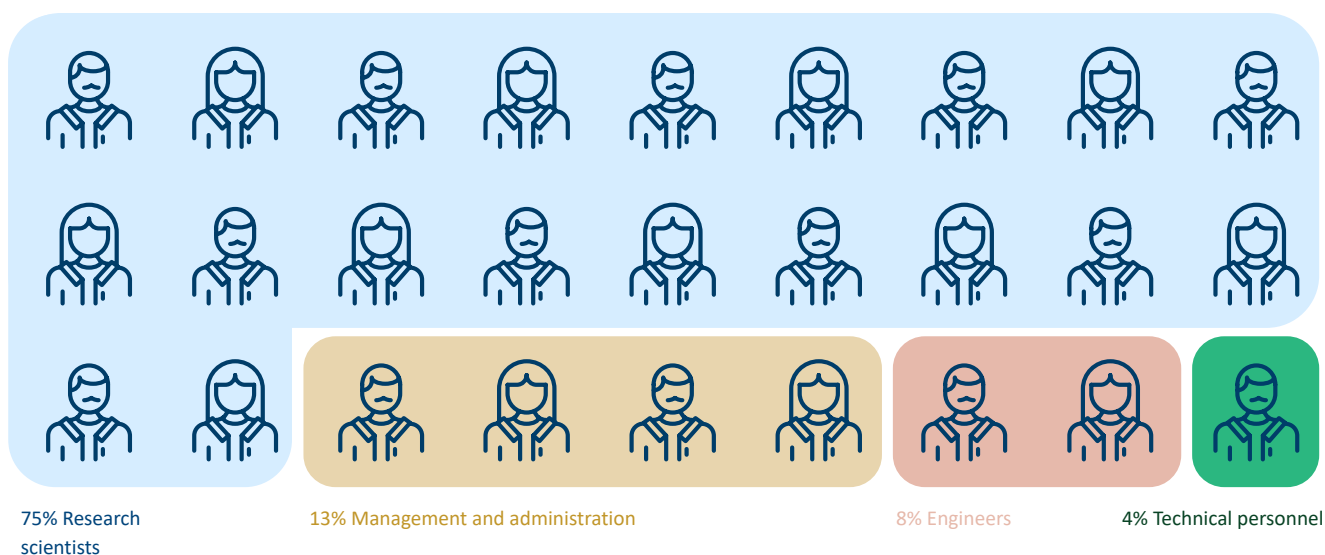 75% Research
scientists
13% Management and administration
8% Engineers
4% Technical personnel